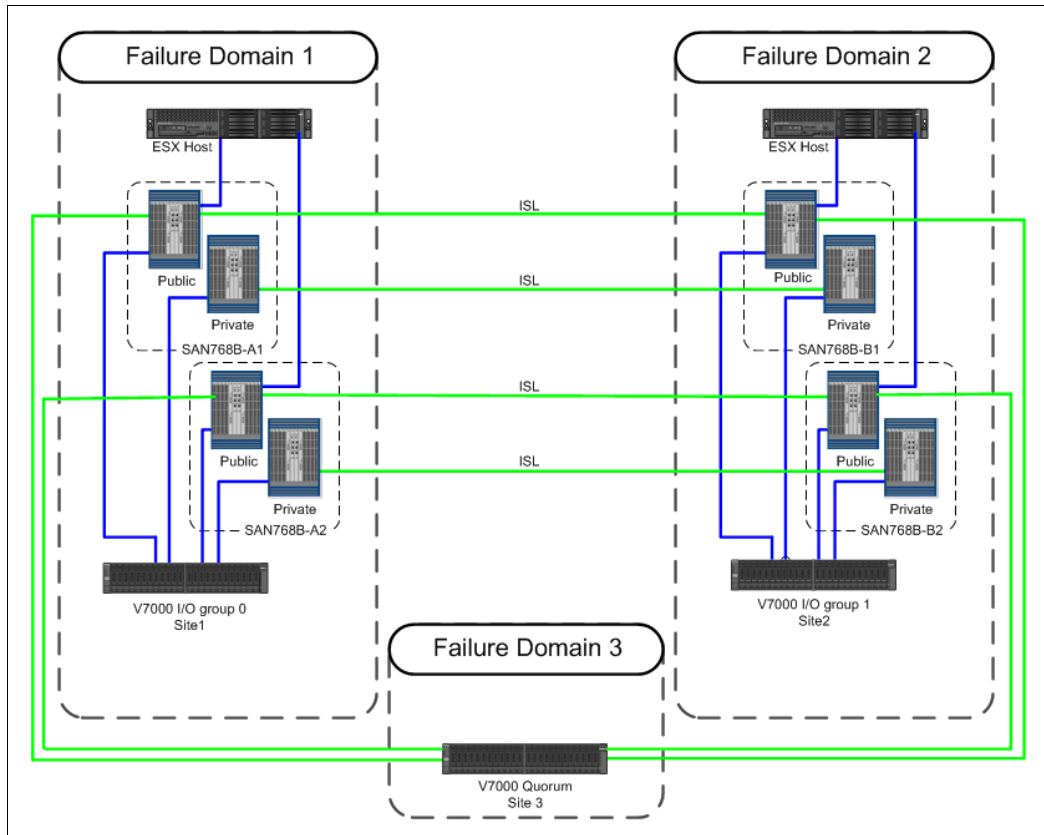 Failure Domain 1
Failure Domain 2
ESX Host
ESX Host
ISL
Public
Public
ISL
Private
Private
SAN768B-A1
SAN768B-B1
ISL
Public
Public
ISL
Private
Private
SAN768B-A2
SAN768B-B2
V7000 I/O group 0
Site1
V7000 I/O group 1
Site2
Failure Domain 3
V7000 Quorum
Site 3